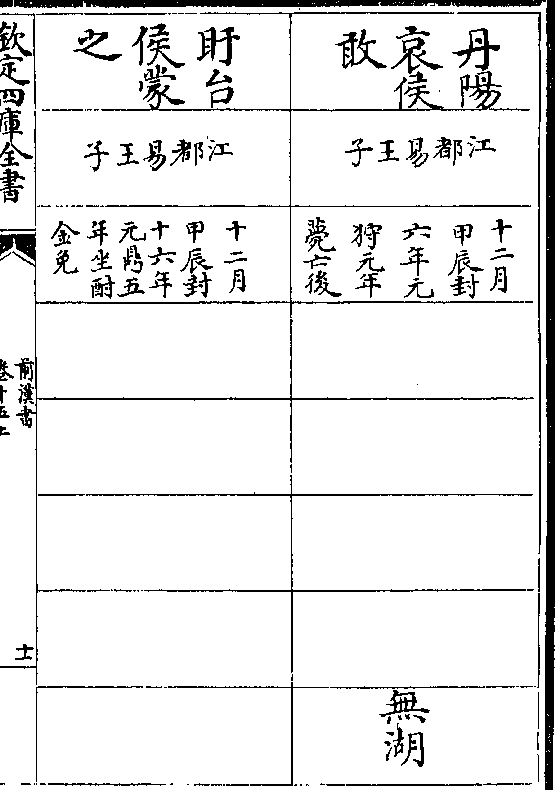 丹陽
哀侯
敢
江都易王子
十二月
甲辰封
六年元
狩元年
薨亡後
無湖
盱台
侯蒙
之
江都易王子
十二月
甲辰封
十六年
元鼎五
年坐酎
金免
欽定四庫全書
前漢書
卷十五上
十一